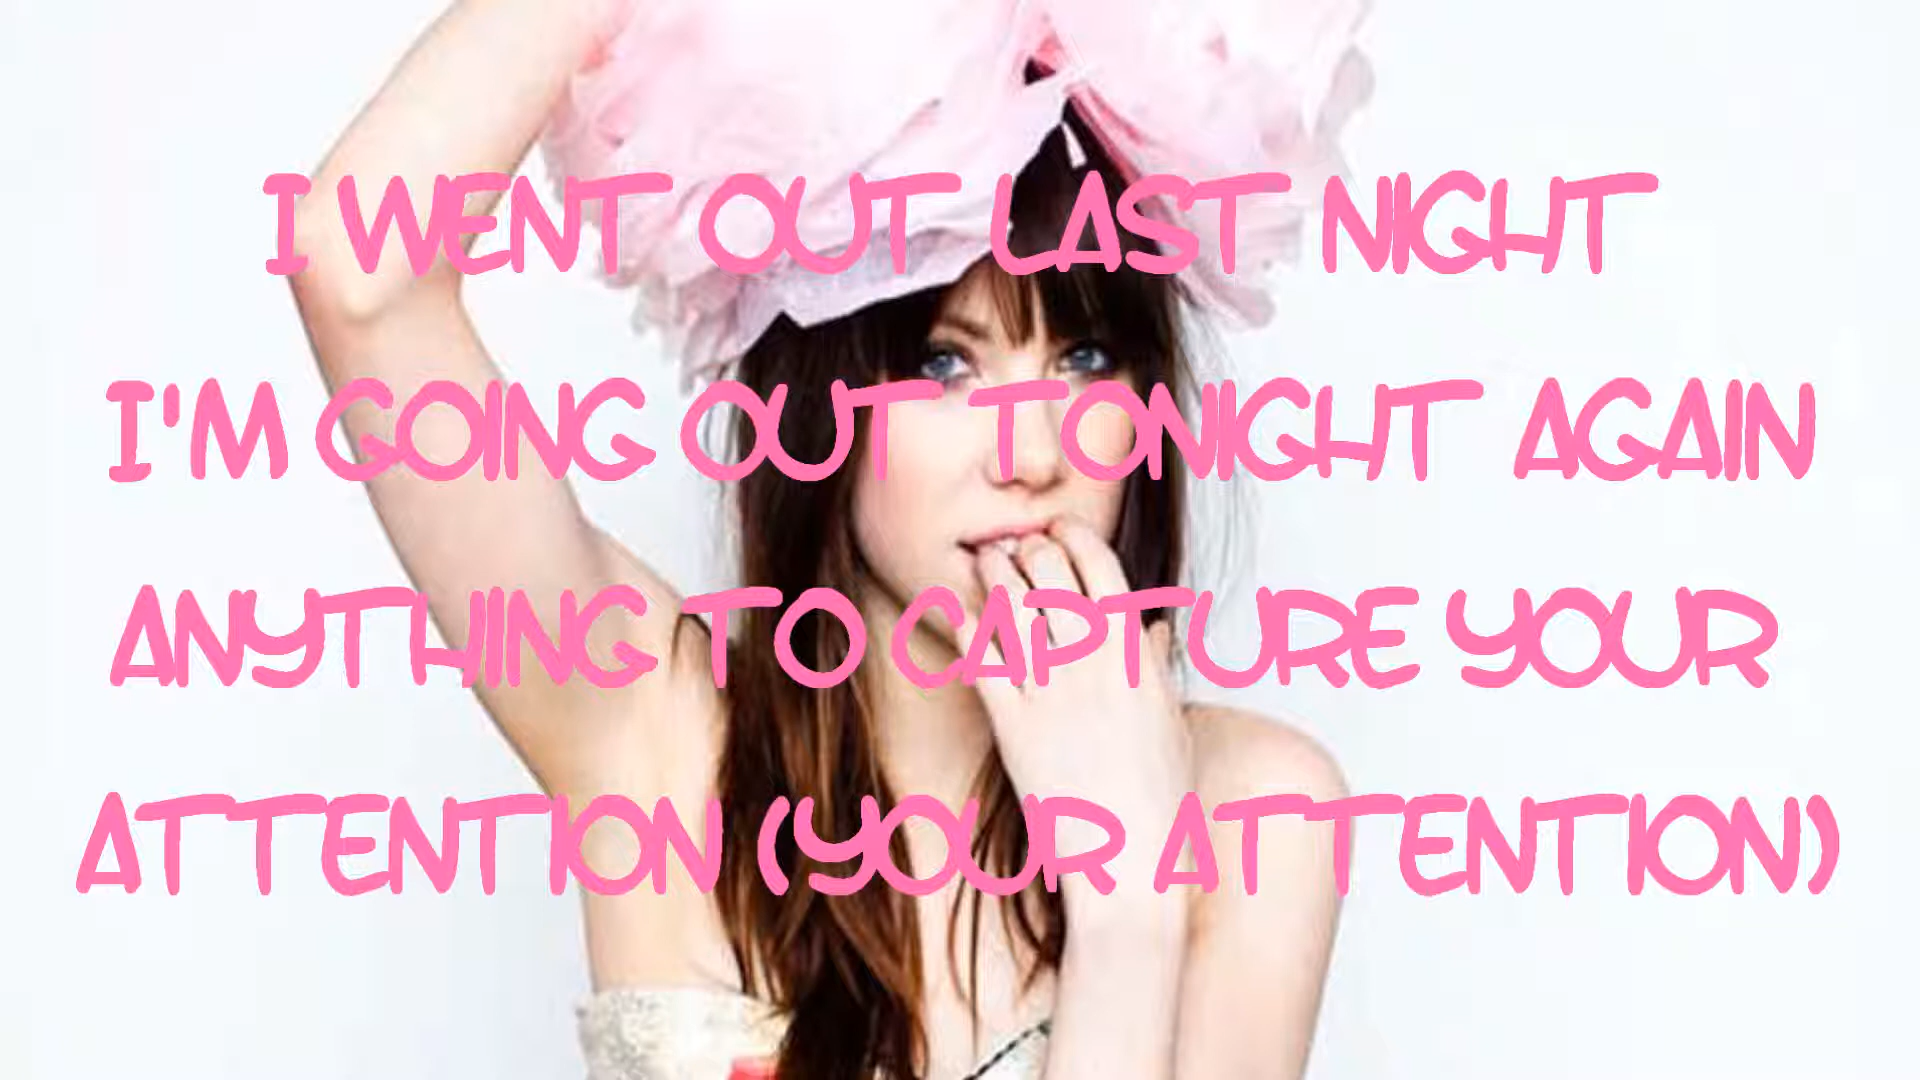 I WENT OUT LAST NIGHT
I'M GOING OUT TONIGHT AGAIN
ANYTHING TO CAPTURE YOUR
ATTENTION (YOUR ATTENTION)